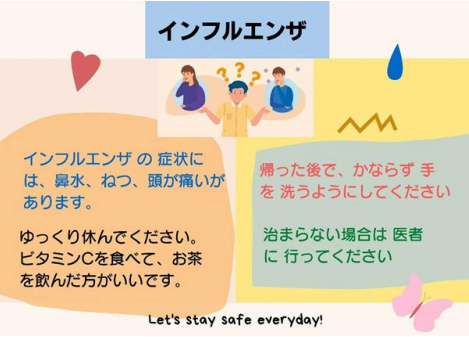 インフルエンザ
? ? ?
インフルエンザ の 症状に
は、鼻水、ねつ、頭が痛いが
あります。
ゆっくり休んでください。
ビタミンCを食べて、お茶
を飲んだ方がいいです。
帰った後で、かならず 手
を 洗うようにしてください
治まらない場合は 医者
に 行ってください
Let's stay safe everyday!